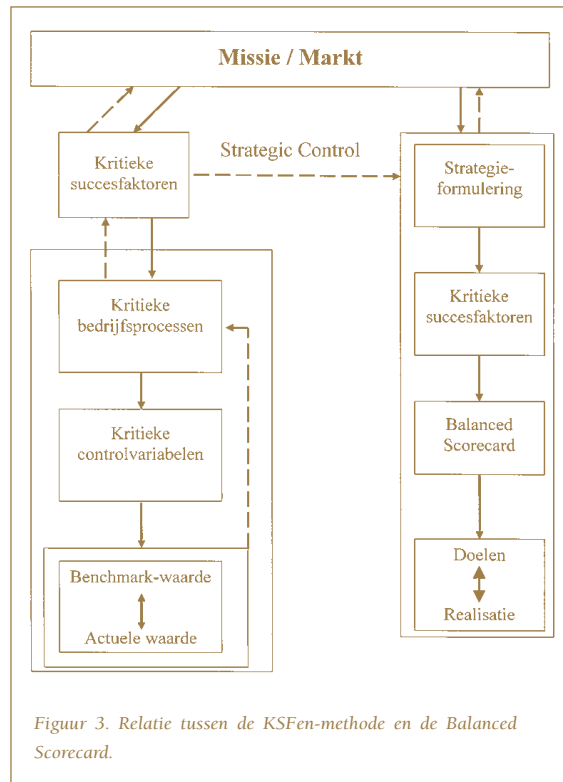 Missie / Markt
Kritieke
succesfaktoren
Strategic Control
Strategie-
formulering
Kritieke
bedrijfsprocessen
Kritieke
succesfaktoren
Kritieke
controlvariabelen
Balanced
Scorecard
Benchmark-waarde
Actuele waarde
Doelen
Realisatie
Figuur 3. Relatie tussen de KSFen-methode en de Balanced
Scorecard.